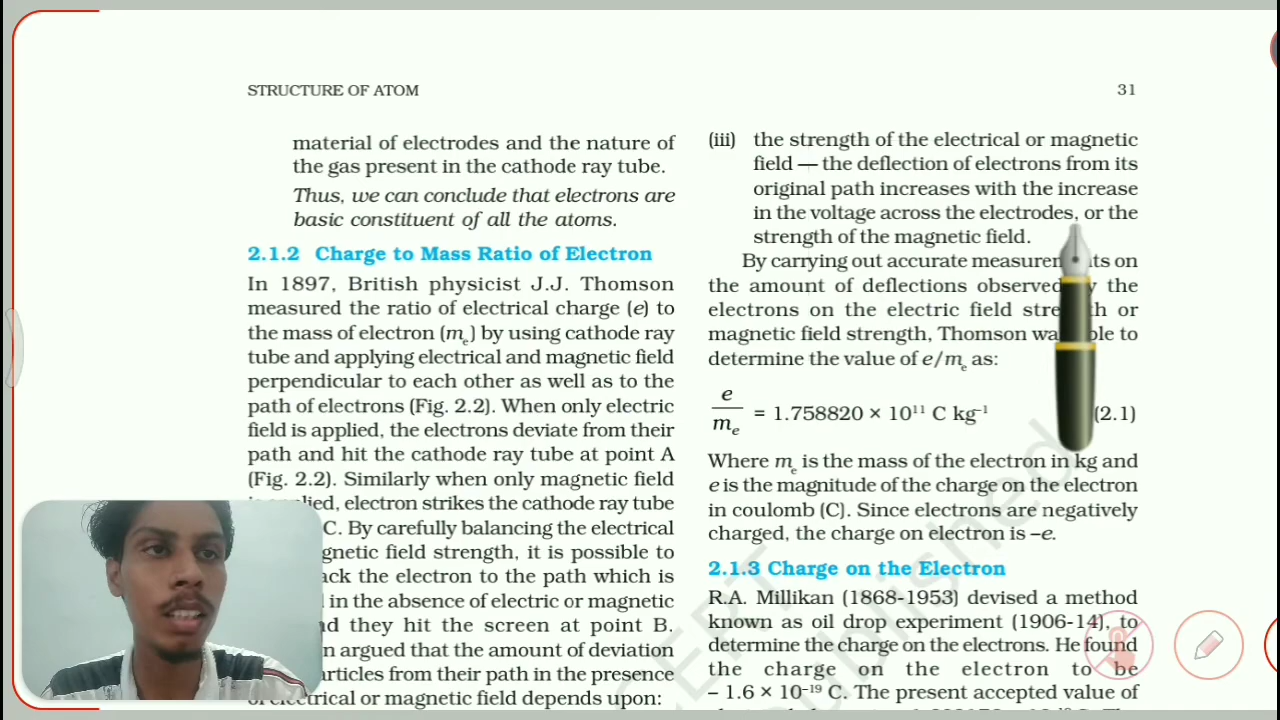 STRUCTURE OF ATOM
31
material of electrodes and the nature of
the gas present in the cathode ray tube.
Thus, we can conclude that electrons are
basic constituent of all the atoms.
2.1.2 Charge to Mass Ratio of Electron
In 1897, British physicist J.J. Thomson
measured the ratio of electrical charge (e) to
the mass of electron (mₑ) by using cathode ray
tube and applying electrical and magnetic field
perpendicular to each other as well as to the
path of electrons (Fig. 2.2). When only electric
field is applied, the electrons deviate from their
path and hit the cathode ray tube at point A
(Fig. 2.2). Similarly when only magnetic field
electron strikes the cathode ray tube
C. By carefully balancing the electrical
field strength, it is possible to
the electron to the path which is
in the absence of electric or magnetic
they hit the screen at point B.
argued that the amount of deviation
from their path in the presence
or magnetic field depends upon:
(iii) the strength of the electrical or magnetic
field — the deflection of electrons from its
original path increases with the increase
in the voltage across the electrodes, or the
strength of the magnetic field.
By carrying out accurate measurements on
the amount of deflections observed the
electrons on the electric field strength or
magnetic field strength, Thomson able to
determine the value of e/mₑ as:
e/mₑ = 1.758820 × 10¹¹ C kg⁻¹ (2.1)
Where mₑ is the mass of the electron in kg and
e is the magnitude of the charge on the electron
in coulomb (C). Since electrons are negatively
charged, the charge on electron is –e.
2.1.3 Charge on the Electron
R.A. Millikan (1868-1953) devised a method
known as oil drop experiment (1906-14), to
determine the charge on the electrons. He found
the charge on the electron to be
– 1.6 × 10⁻¹⁹ C. The present accepted value of